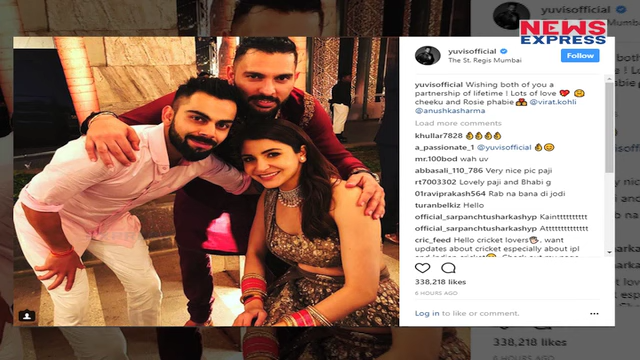 NEWS
EXPRESS
yuvisofficial
The St. Regis Mumbai
Follow
yuvisofficial Wishing both of you a
partnership of lifetime ! Lots of love
cheeku and Rosie phabie @virat.kohli
@anushkasharma
Load more comments
khullar7828
a_passionate_1 @yuvisofficial
mr.100bod wah uv
abbasali_110_786 Very nice pic paji
rt7003302 Lovely paji and Bhabi g
01raviprakash564 Rab na bana di jodi
turanbelkiz Hello
official_sarpanchtusharkashyp Kainttttttttttt
official_sarpanchtusharkashyp Atttttttttttttttt
cric_feed Hello cricket lovers . want
updates about cricket especially about ipl
338,218 likes
6 HOURS AGO
Log in to like or comment.
338,218 likes